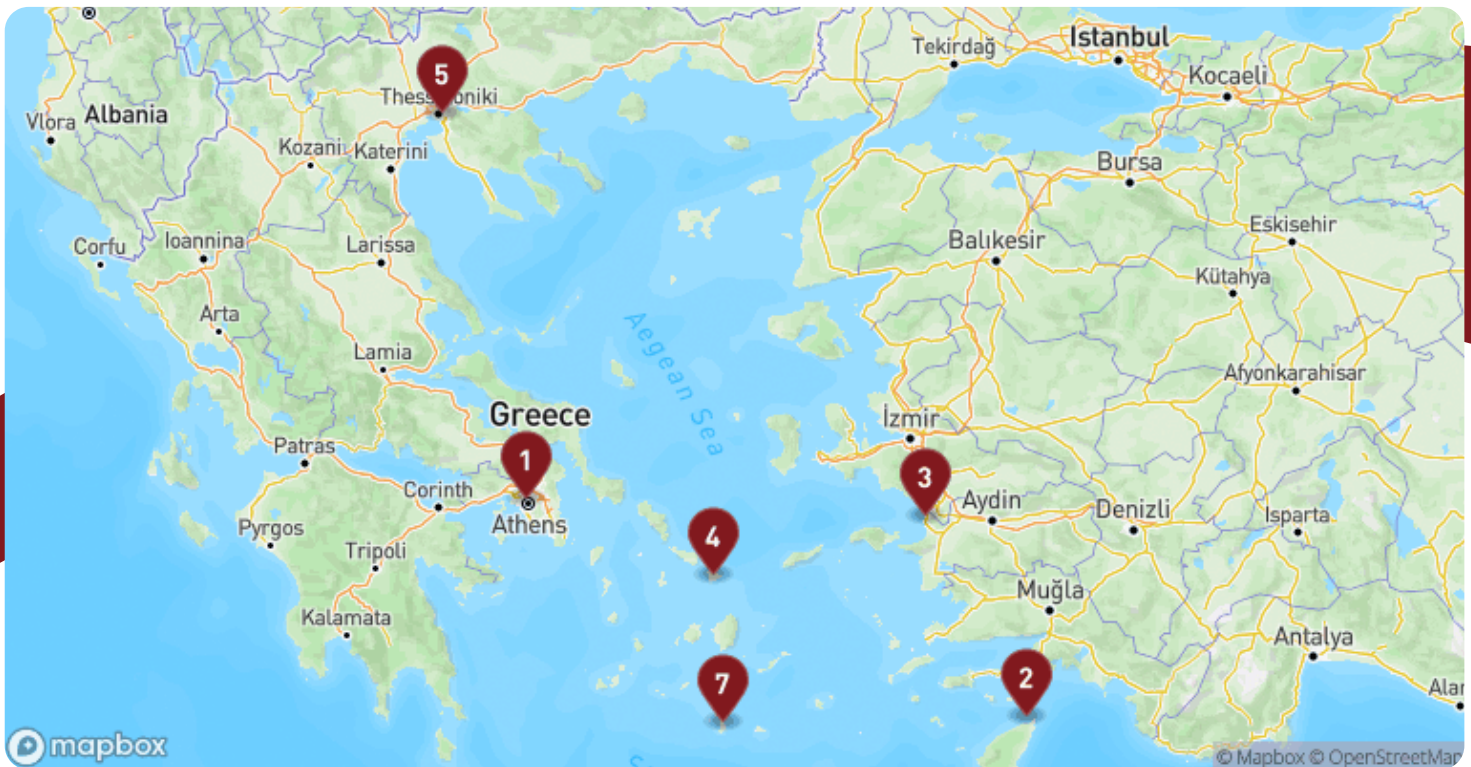 Tekirdağ
Istanbul
5
Kocaeli
Thessaloniki
Vlora
Albania
Kozani
Katerini
Bursa
Corfu
Ioannina
Larissa
Balıkesir
Eskisehir
Kütahya
Arta
Aegean Sea
Lamia
Afyonkarahisar
Greece
İzmir
Patras
1
3
Corinth
Athens
Aydin
Denizli
Isparta
Pyrgos
4
Tripoli
Muğla
Kalamata
Antalya
7
2
Alar
mapbox
© Mapbox © OpenStreetMap